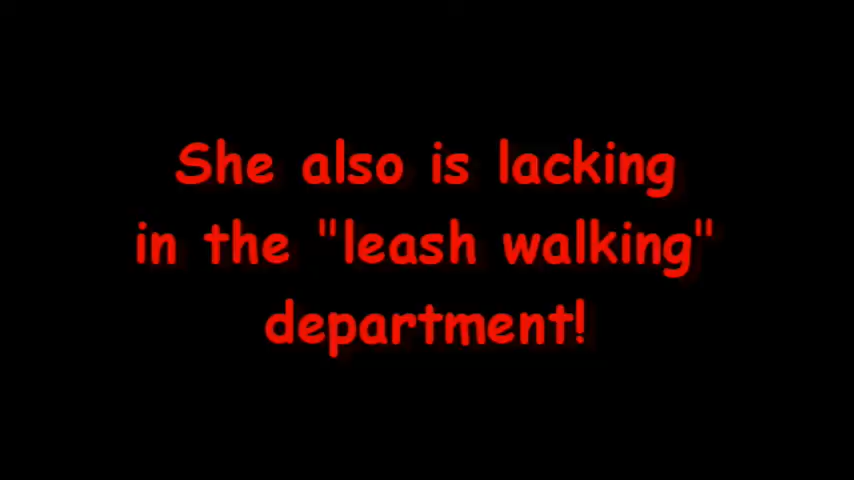 She also is lacking
in the "leash walking"
department!